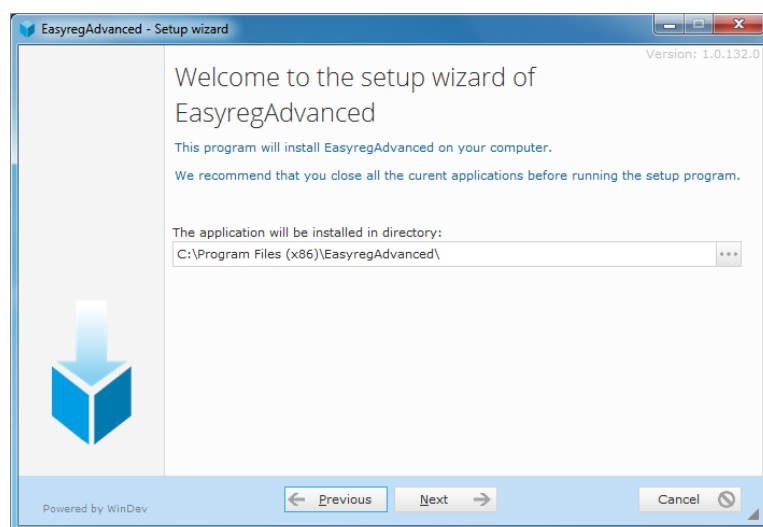 EasyregAdvanced - Setup wizard
Version: 1.0.132.0
Welcome to the setup wizard of
EasyregAdvanced
This program will install EasyregAdvanced on your computer.
We recommend that you close all the curent applications before running the setup program.
The application will be installed in directory:
C:\Program Files (x86)\EasyregAdvanced\
Powered by WinDev
Previous
Next
Cancel